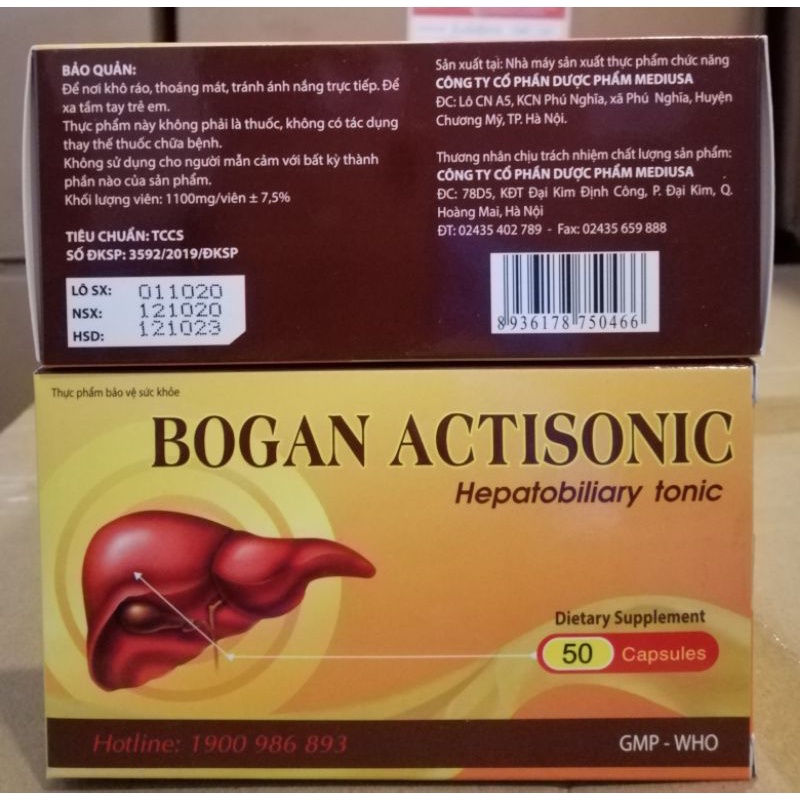 BẢO QUẢN:
Để nơi khô ráo, thoáng mát, tránh ánh nắng trực tiếp. Để
xa tầm tay trẻ em.
Thực phẩm này không phải là thuốc, không có tác dụng
thay thế thuốc chữa bệnh.
Không sử dụng cho người mẫn cảm với bất kỳ thành
phần nào của sản phẩm.
Khối lượng viên: 1100mg/viên ± 7,5%
TIÊU CHUẨN: TCCS
SỐ ĐKSP: 3592/2019/ĐKSP
LÔ SX: 011020
NSX: 121020
HSD: 121023
Sản xuất tại: Nhà máy sản xuất thực phẩm chức năng
CÔNG TY CỔ PHẦN DƯỢC PHẨM MEDIUSA
ĐC: Lô CN A5, KCN Phú Nghĩa, xã Phú Nghĩa, Huyện
Chương Mỹ, TP. Hà Nội.
Thương nhân chịu trách nhiệm chất lượng sản phẩm:
CÔNG TY CỔ PHẦN DƯỢC PHẨM MEDIUSA
ĐC: 78D5, KĐT Đại Kim Định Công, P. Đại Kim, Q.
Hoàng Mai, Hà Nội
ĐT: 02435 402 789 - Fax: 02435 659 888
8 936178 750466
Thực phẩm bảo vệ sức khỏe
BOGAN ACTISONIC
Hepatobiliary tonic
Dietary Supplement
50 Capsules
Hotline: 1900 986 893
GMP - WHO